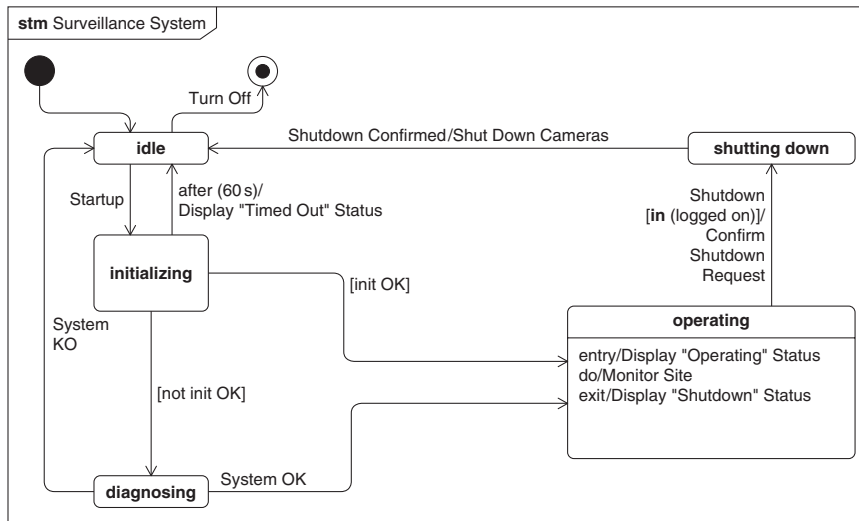 stm Surveillance System
Turn Off
idle
Shutdown Confirmed/Shut Down Cameras
shutting down
Startup
after (60 s)/
Display "Timed Out" Status
Shutdown
[in (logged on)]/
Confirm
Shutdown
Request
initializing
[init OK]
operating
entry/Display "Operating" Status
do/Monitor Site
exit/Display "Shutdown" Status
System
KO
[not init OK]
diagnosing
System OK